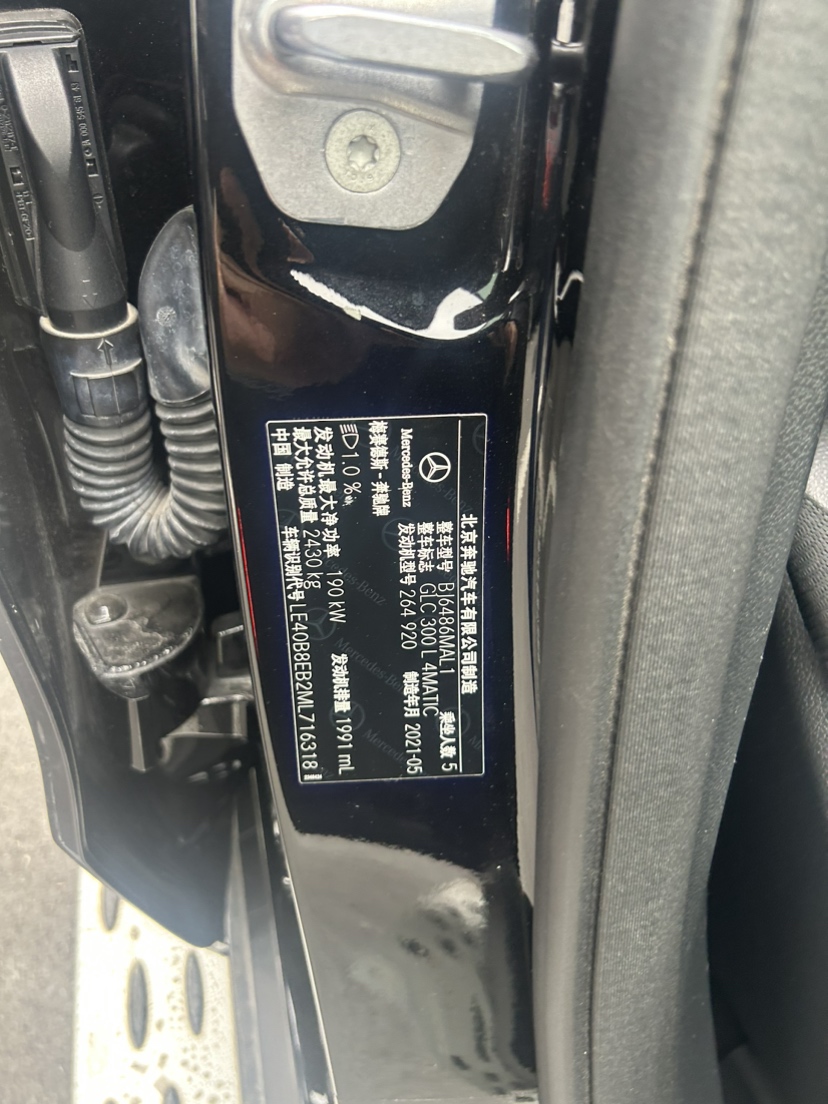 北京奔驰汽车有限公司制造
Mercedes-Benz
整车型号 BJ6486MAL1 乘坐人数 5
整车标志 GLC 300 L 4MATIC
发动机型号 264 920 制造年月 2021-05
梅赛德斯-奔驰牌
1.0 %
发动机最大净功率 190 kW 发动机排量 1991 mL
最大允许总质量 2430 kg
中国 制造 车辆识别代号 LE40B8EB2ML716318